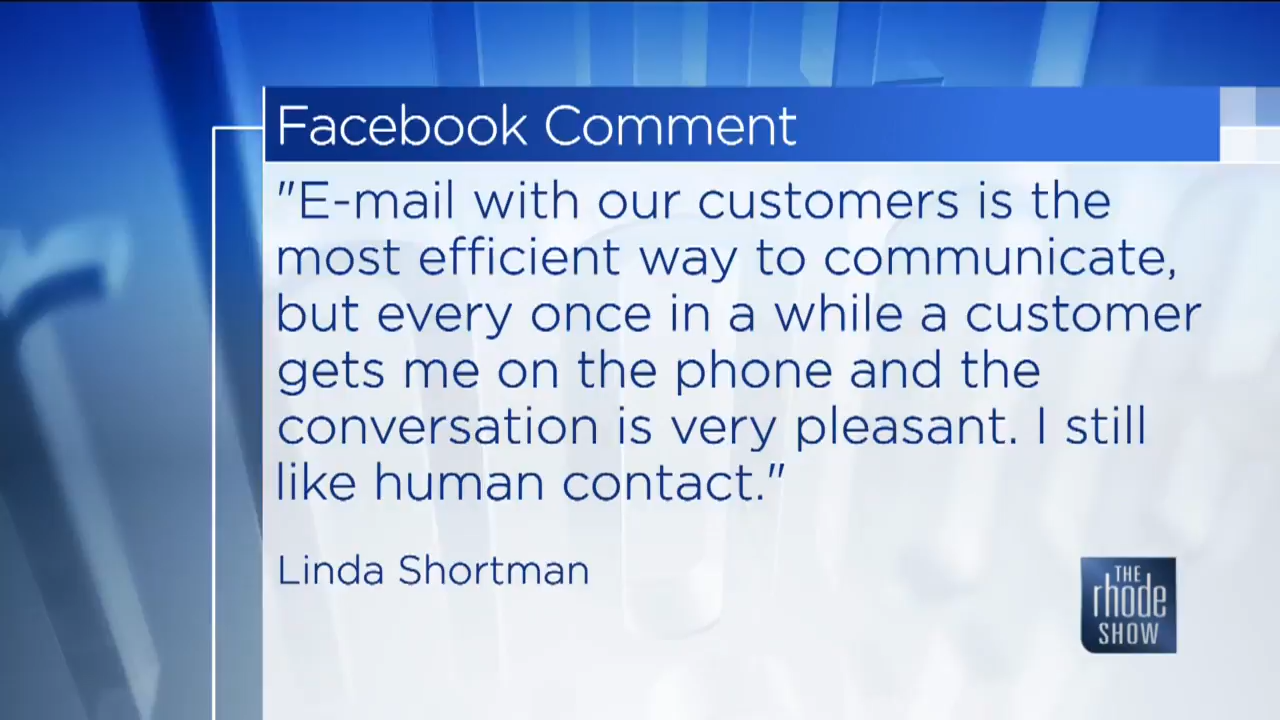 Facebook Comment
"E-mail with our customers is the
most efficient way to communicate,
but every once in a while a customer
gets me on the phone and the
conversation is very pleasant. I still
like human contact."
Linda Shortman
THE
rhode
SHOW